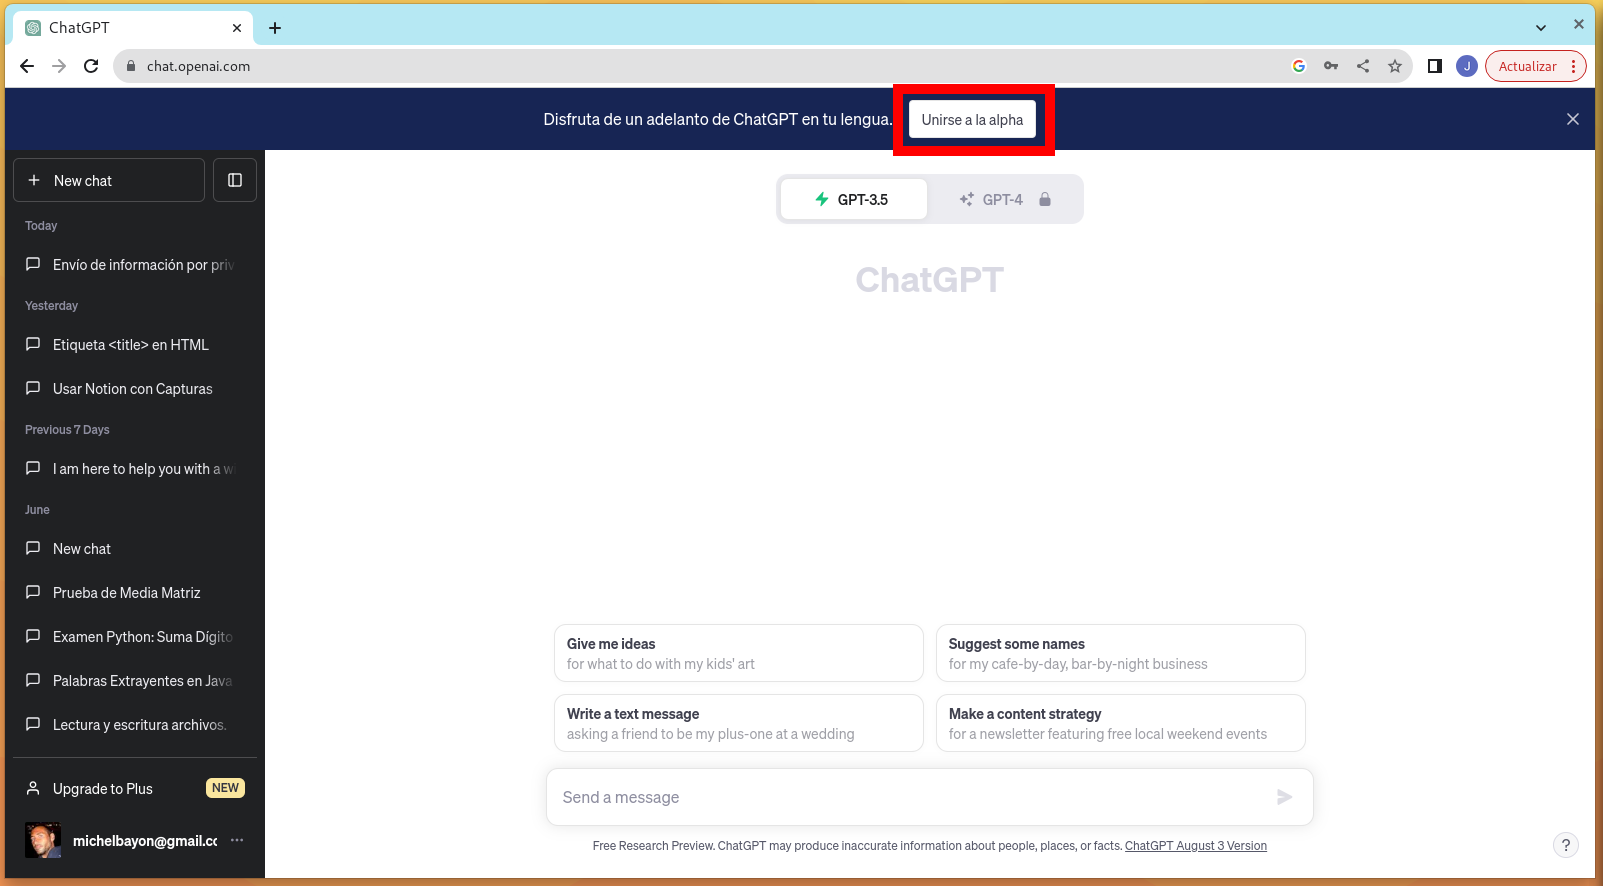 ChatGPT
chat.openai.com
J
Actualizar
Disfruta de un adelanto de ChatGPT en tu lengua.
Unirse a la alpha
New chat
Today
Envío de información por priv
Yesterday
Etiqueta <title> en HTML
Usar Notion con Capturas
Previous 7 Days
I am here to help you with a w
June
New chat
Prueba de Media Matriz
Examen Python: Suma Dígito
Palabras Extrayentes en Java
Lectura y escritura archivos.
Upgrade to Plus
NEW
michelbayon@gmail.cc
GPT-3.5
GPT-4
ChatGPT
Give me ideas
for what to do with my kids' art
Suggest some names
for my cafe-by-day, bar-by-night business
Write a text message
asking a friend to be my plus-one at a wedding
Make a content strategy
for a newsletter featuring free local weekend events
Send a message
Free Research Preview. ChatGPT may produce inaccurate information about people, places, or facts. ChatGPT August 3 Version
?